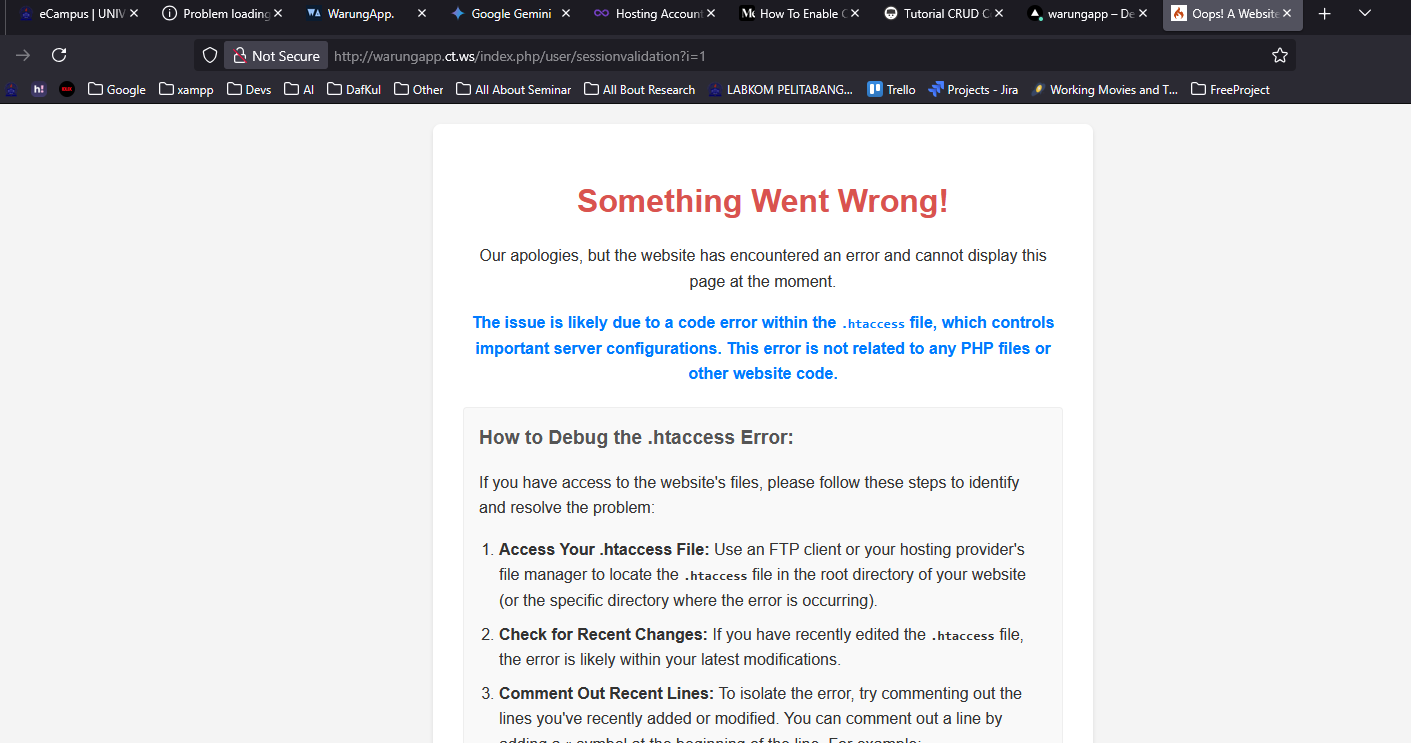 eCampus | UNIV
Problem loading
WarungApp.
Google Gemini
Hosting Account
How To Enable C
Tutorial CRUD C
warungapp – De
Oops! A Website
Not Secure
http://warungapp.ct.ws/index.php/user/sessionvalidation?i=1
h!
Google
xampp
Devs
AI
DafKul
Other
All About Seminar
All Bout Research
LABKOM PELITABANG...
Trello
Projects - Jira
Working Movies and T...
FreeProject
Something Went Wrong!
Our apologies, but the website has encountered an error and cannot display this
page at the moment.
The issue is likely due to a code error within the .htaccess file, which controls
important server configurations. This error is not related to any PHP files or
other website code.
How to Debug the .htaccess Error:
If you have access to the website's files, please follow these steps to identify
and resolve the problem:
1. Access Your .htaccess File: Use an FTP client or your hosting provider's
file manager to locate the .htaccess file in the root directory of your website
(or the specific directory where the error is occurring).
2. Check for Recent Changes: If you have recently edited the .htaccess file,
the error is likely within your latest modifications.
3. Comment Out Recent Lines: To isolate the error, try commenting out the
lines you've recently added or modified. You can comment out a line by
adding a # symbol at the beginning of the line. For example: